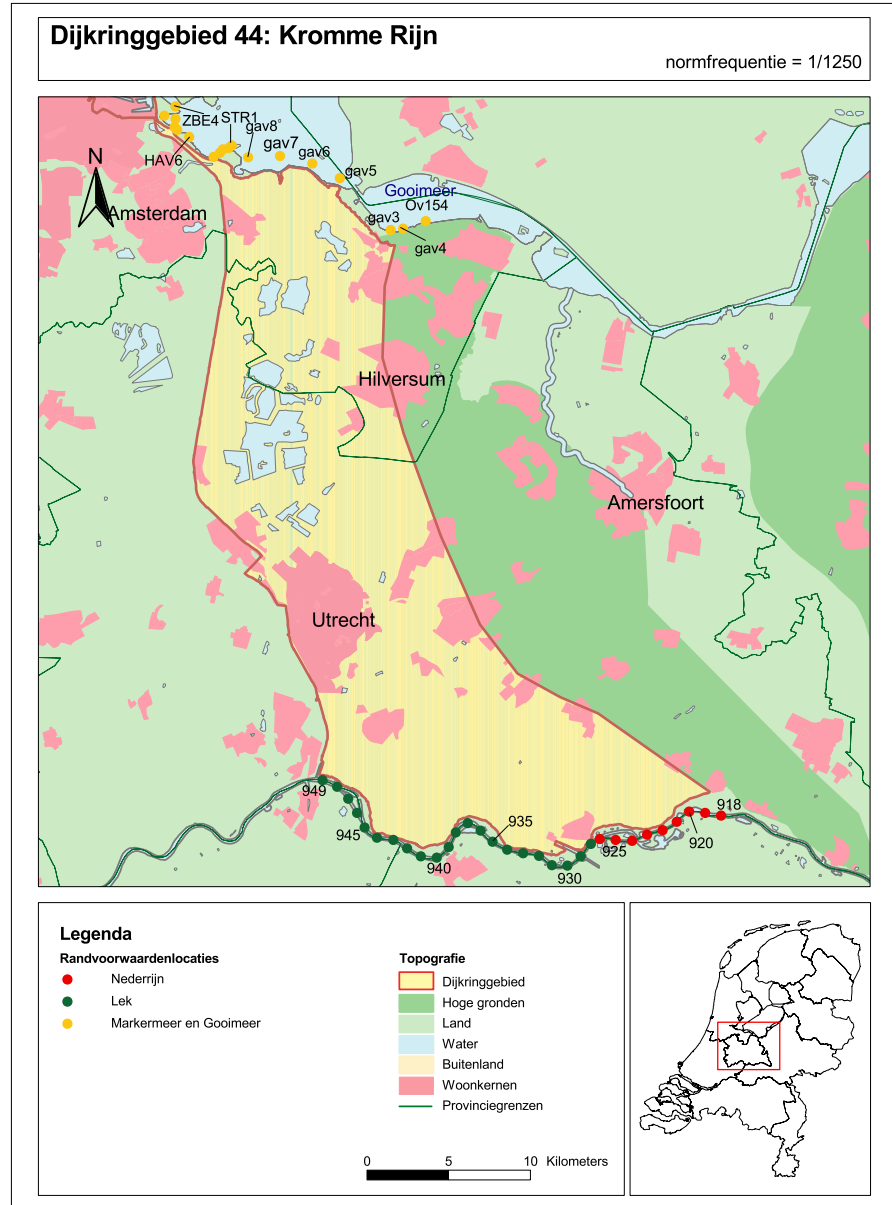 Dijkringgebied 44: Kromme Rijn
normfrequentie = 1/1250
ZBE4
STR1
gav8
HAV6
gav7
gav6
gav5
N
Amsterdam
Gooimeer
Ov154
gav3
gav4
Hilversum
Amersfoort
Utrecht
949
945
940
935
930
925
920
918
Legenda
Randvoorwaardenlocaties
Nederrijn
Lek
Markermeer en Gooimeer
Topografie
Dijkringgebied
Hoge gronden
Land
Water
Buitenland
Woonkernen
Provinciegrenzen
0 5 10 Kilometers